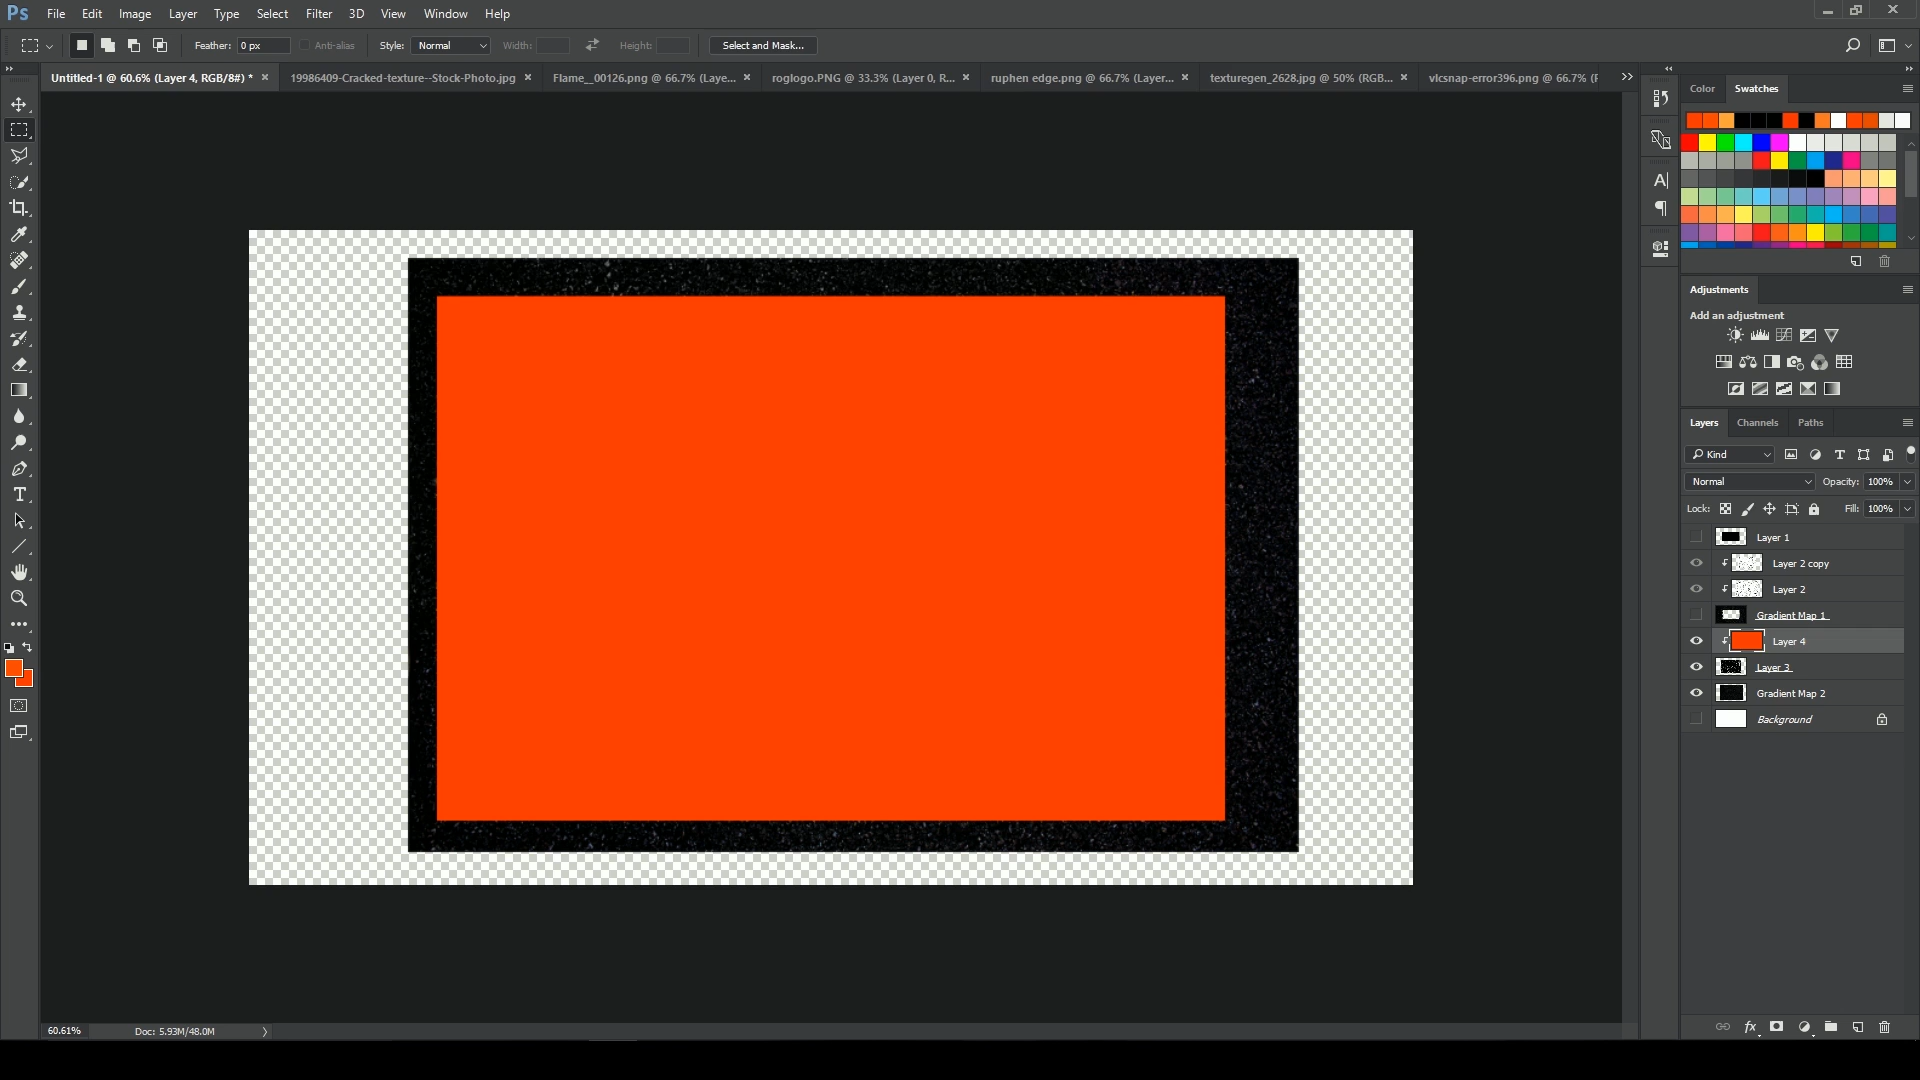 Ps File Edit Image Layer Type Select Filter 3D View Window Help
Feather: 0 px Anti-alias Style: Normal Width: Height: Select and Mask...
Untitled-1 @ 60.6% (Layer 4, RGB/8#) * 19986409-Cracked-texture--Stock-Photo.jpg Flame__00126.png @ 66.7% (Laye... roglogo.PNG @ 33.3% (Layer 0, R... ruphen edge.png @ 66.7% (Layer... texturegen_2628.jpg @ 50% (RGB... vlcsnap-error396.png @ 66.7% (
Color Swatches
Adjustments
Add an adjustment
Layers Channels Paths
Kind
Normal Opacity: 100%
Lock: Fill: 100%
Layer 1
Layer 2 copy
Layer 2
Gradient Map 1
Layer 4
Layer 3
Gradient Map 2
Background
60.61% Doc: 5.93M/48.0M